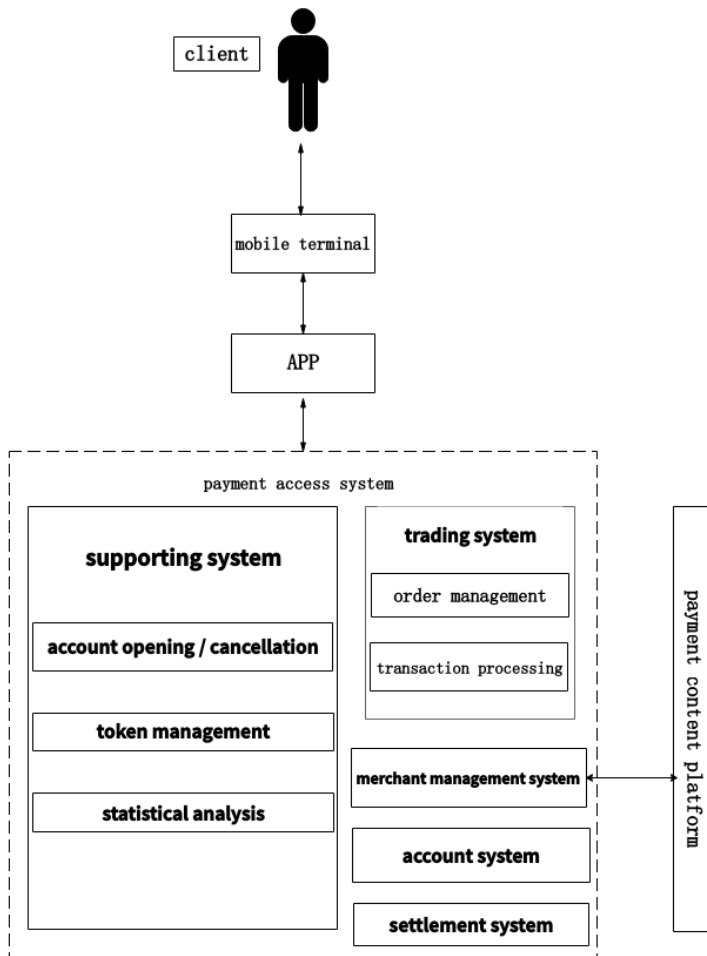 client
mobile terminal
APP
payment access system
supporting system
account opening / cancellation
token management
statistical analysis
trading system
order management
transaction processing
merchant management system
account system
settlement system
payment content platform